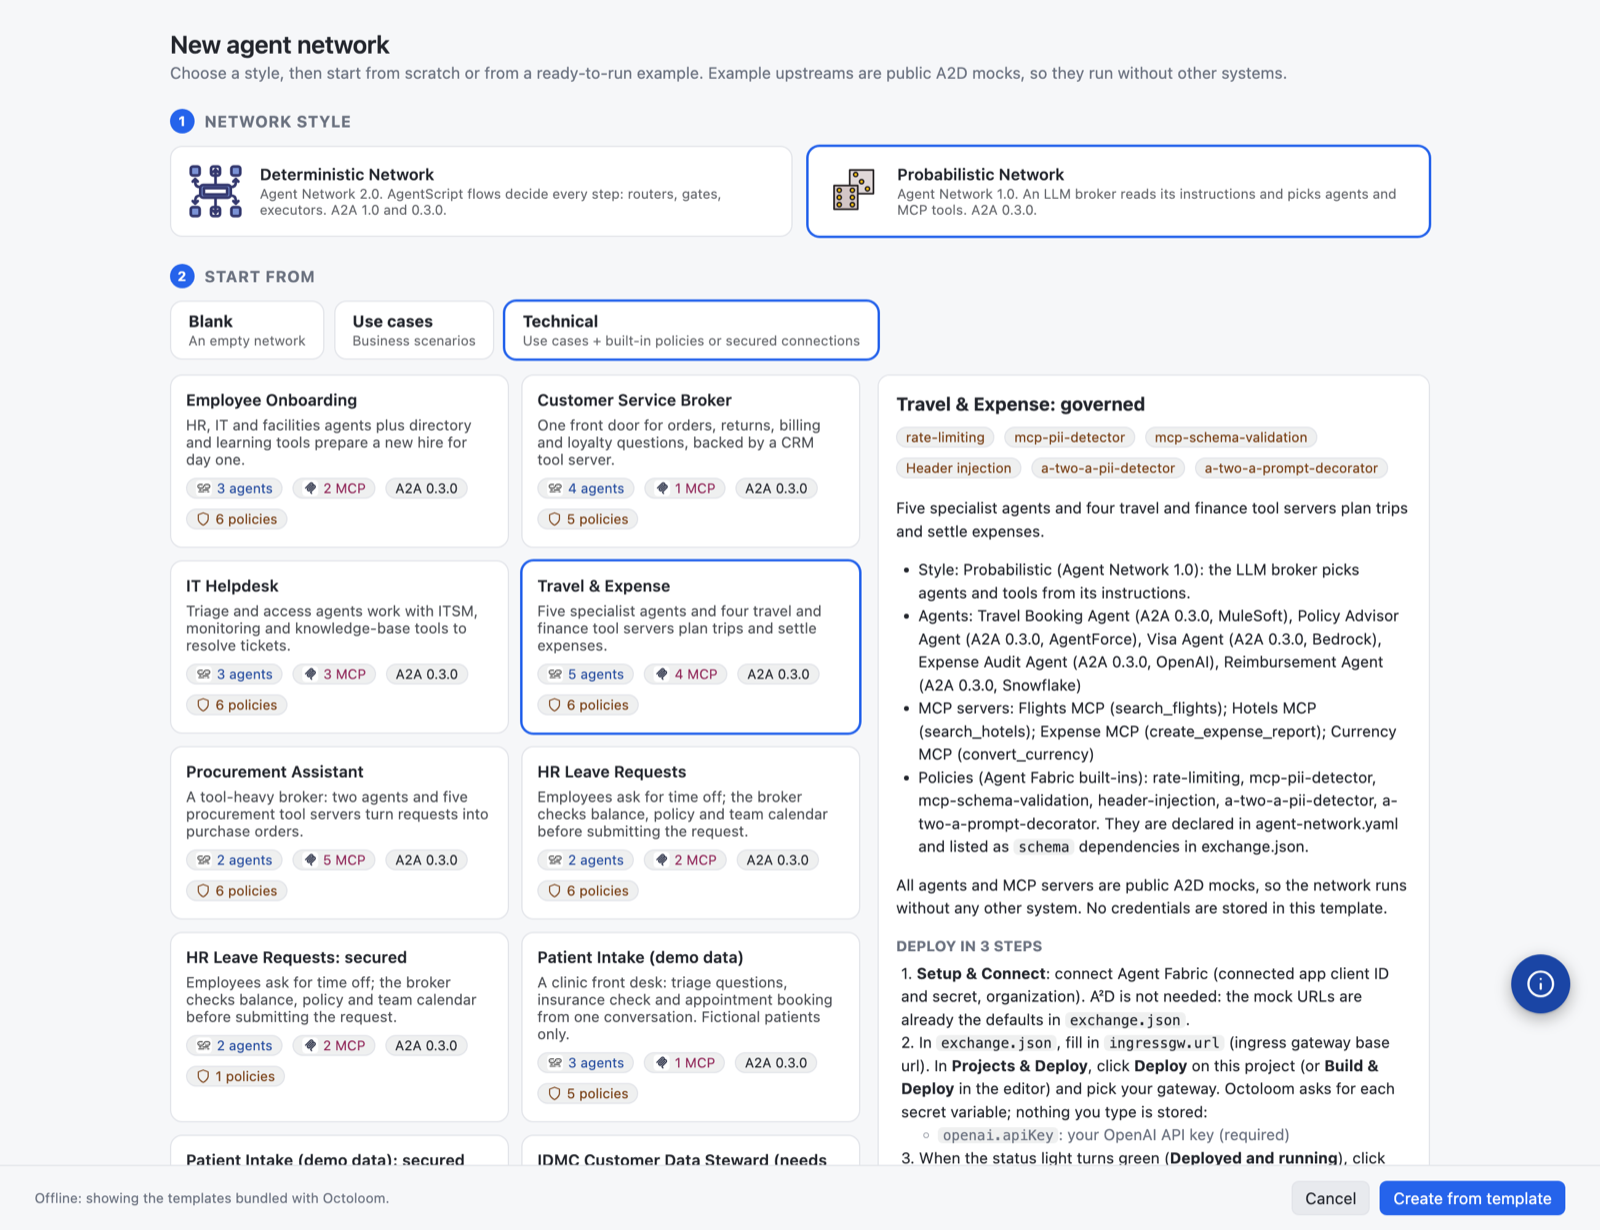 New agent network
Choose a style, then start from scratch or from a ready-to-run example. Example upstreams are public A2D mocks, so they run without other systems.
1 NETWORK STYLE
Deterministic Network
Agent Network 2.0. AgentScript flows decide every step: routers, gates,
executors. A2A 1.0 and 0.3.0.
Probabilistic Network
Agent Network 1.0. An LLM broker reads its instructions and picks agents and
MCP tools. A2A 0.3.0.
2 START FROM
Blank
An empty network
Use cases
Business scenarios
Technical
Use cases + built-in policies or secured connections
Employee Onboarding
HR, IT and facilities agents plus directory
and learning tools prepare a new hire for
day one.
3 agents 2 MCP A2A 0.3.0
6 policies
Customer Service Broker
One front door for orders, returns, billing
and loyalty questions, backed by a CRM
tool server.
4 agents 1 MCP A2A 0.3.0
5 policies
IT Helpdesk
Triage and access agents work with ITSM,
monitoring and knowledge-base tools to
resolve tickets.
3 agents 3 MCP A2A 0.3.0
6 policies
Travel & Expense
Five specialist agents and four travel and
finance tool servers plan trips and settle
expenses.
5 agents 4 MCP A2A 0.3.0
6 policies
Procurement Assistant
A tool-heavy broker: two agents and five
procurement tool servers turn requests into
purchase orders.
2 agents 5 MCP A2A 0.3.0
6 policies
HR Leave Requests
Employees ask for time off; the broker
checks balance, policy and team calendar
before submitting the request.
2 agents 2 MCP A2A 0.3.0
6 policies
HR Leave Requests: secured
Employees ask for time off; the broker
checks balance, policy and team calendar
before submitting the request.
2 agents 2 MCP A2A 0.3.0
1 policies
Patient Intake (demo data)
A clinic front desk: triage questions,
insurance check and appointment booking
from one conversation. Fictional patients
only.
3 agents 1 MCP A2A 0.3.0
5 policies
Patient Intake (demo data): secured
IDMC Customer Data Steward (needs
Travel & Expense: governed
rate-limiting mcp-pii-detector mcp-schema-validation
Header injection a-two-a-pii-detector a-two-a-prompt-decorator
Five specialist agents and four travel and finance tool servers plan trips
and settle expenses.
• Style: Probabilistic (Agent Network 1.0): the LLM broker picks
agents and tools from its instructions.
• Agents: Travel Booking Agent (A2A 0.3.0, MuleSoft), Policy Advisor
Agent (A2A 0.3.0, AgentForce), Visa Agent (A2A 0.3.0, Bedrock),
Expense Audit Agent (A2A 0.3.0, OpenAI), Reimbursement Agent
(A2A 0.3.0, Snowflake)
• MCP servers: Flights MCP (search_flights); Hotels MCP
(search_hotels); Expense MCP (create_expense_report); Currency
MCP (convert_currency)
• Policies (Agent Fabric built-ins): rate-limiting, mcp-pii-detector,
mcp-schema-validation, header-injection, a-two-a-pii-detector, a-
two-a-prompt-decorator. They are declared in agent-network.yaml
and listed as schema dependencies in exchange.json.
All agents and MCP servers are public A2D mocks, so the network runs
without any other system. No credentials are stored in this template.
DEPLOY IN 3 STEPS
1. Setup & Connect: connect Agent Fabric (connected app client ID
and secret, organization). A²D is not needed: the mock URLs are
already the defaults in exchange.json.
2. In exchange.json, fill in ingressgw.url (ingress gateway base
url). In Projects & Deploy, click Deploy on this project (or Build &
Deploy in the editor) and pick your gateway. Octoloom asks for each
secret variable; nothing you type is stored:
◦ openai.apiKey: your OpenAI API key (required)
3. When the status light turns green (Deployed and running), click
Offline: showing the templates bundled with Octoloom.
Cancel
Create from template